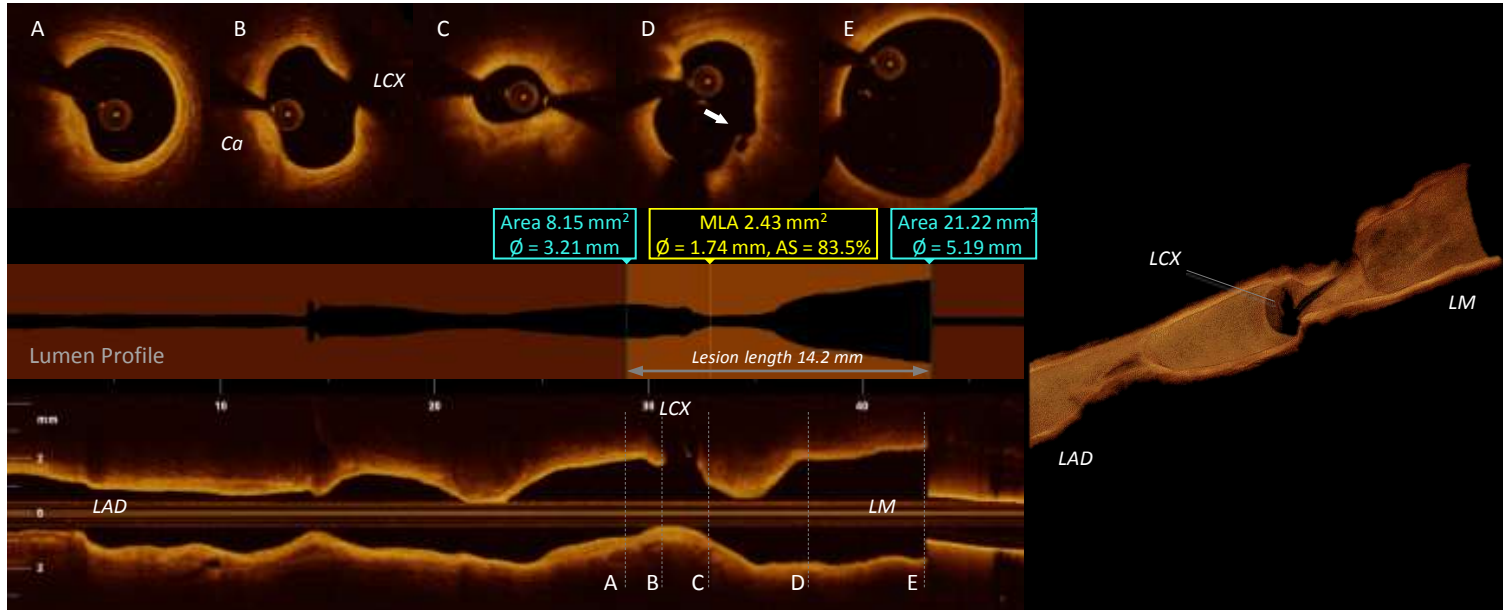 A
B
C
D
E
LCX
Ca
Area 8.15 mm²
Ø = 3.21 mm
MLA 2.43 mm²
Ø = 1.74 mm, AS = 83.5%
Area 21.22 mm²
Ø = 5.19 mm
Lumen Profile
Lesion length 14.2 mm
mm
10
20
30
40
LCX
LAD
LM
0
A
B
C
D
E
LCX
LM
LAD